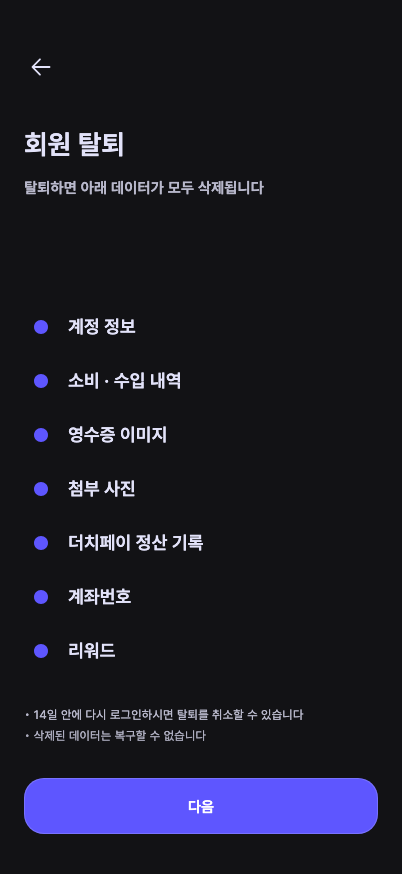 회원 탈퇴
탈퇴하면 아래 데이터가 모두 삭제됩니다
계정 정보
소비 · 수입 내역
영수증 이미지
첨부 사진
더치페이 정산 기록
계좌번호
리워드
• 14일 안에 다시 로그인하시면 탈퇴를 취소할 수 있습니다
• 삭제된 데이터는 복구할 수 없습니다
다음